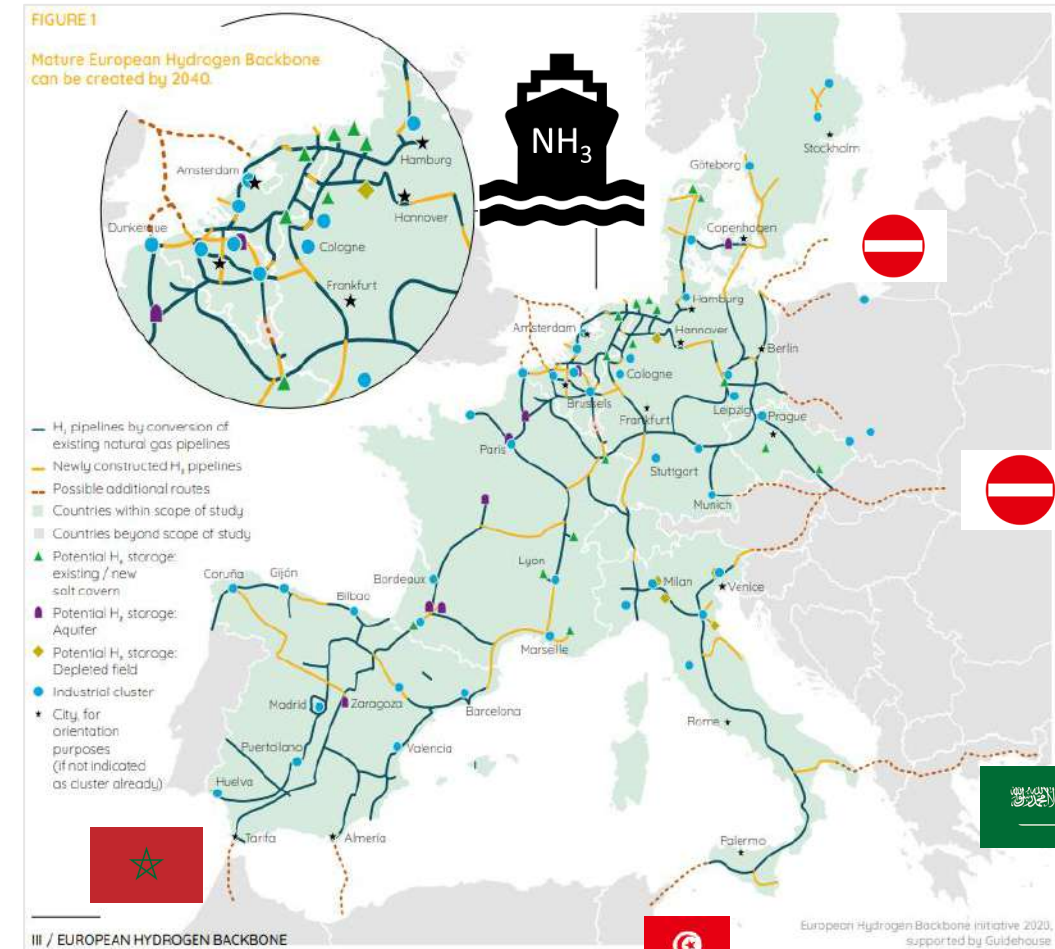 FIGURE 1
Mature European Hydrogen Backbone
can be created by 2040.
NH₃
Amsterdam
Hamburg
Hannover
Dunkerque
Cologne
Frankfurt
Stockholm
Göteborg
Copenhagen
Hamburg
Amsterdam
Hannover
Berlin
Cologne
Brussels
Leipzig
Prague
Frankfurt
Paris
Stuttgart
Munich
H₂ pipelines by conversion of
existing natural gas pipelines
Newly constructed H₂ pipelines
Possible additional routes
Countries within scope of study
Countries beyond scope of study
Potential H₂ storage:
existing / new
salt cavern
Potential H₂ storage:
Aquifer
Potential H₂ storage:
Depleted field
Industrial cluster
City, for
orientation
purposes
(if not indicated
as cluster already)
Lyon
Coruña
Gijón
Bordeaux
Milan
Venice
Bilbao
Marseille
Madrid
Zaragoza
Barcelona
Rome
Puertollano
Valencia
Huelva
Tarifa
Almería
Palermo
European Hydrogen Backbone initiative 2020,
supported by Guidehouse
III / EUROPEAN HYDROGEN BACKBONE